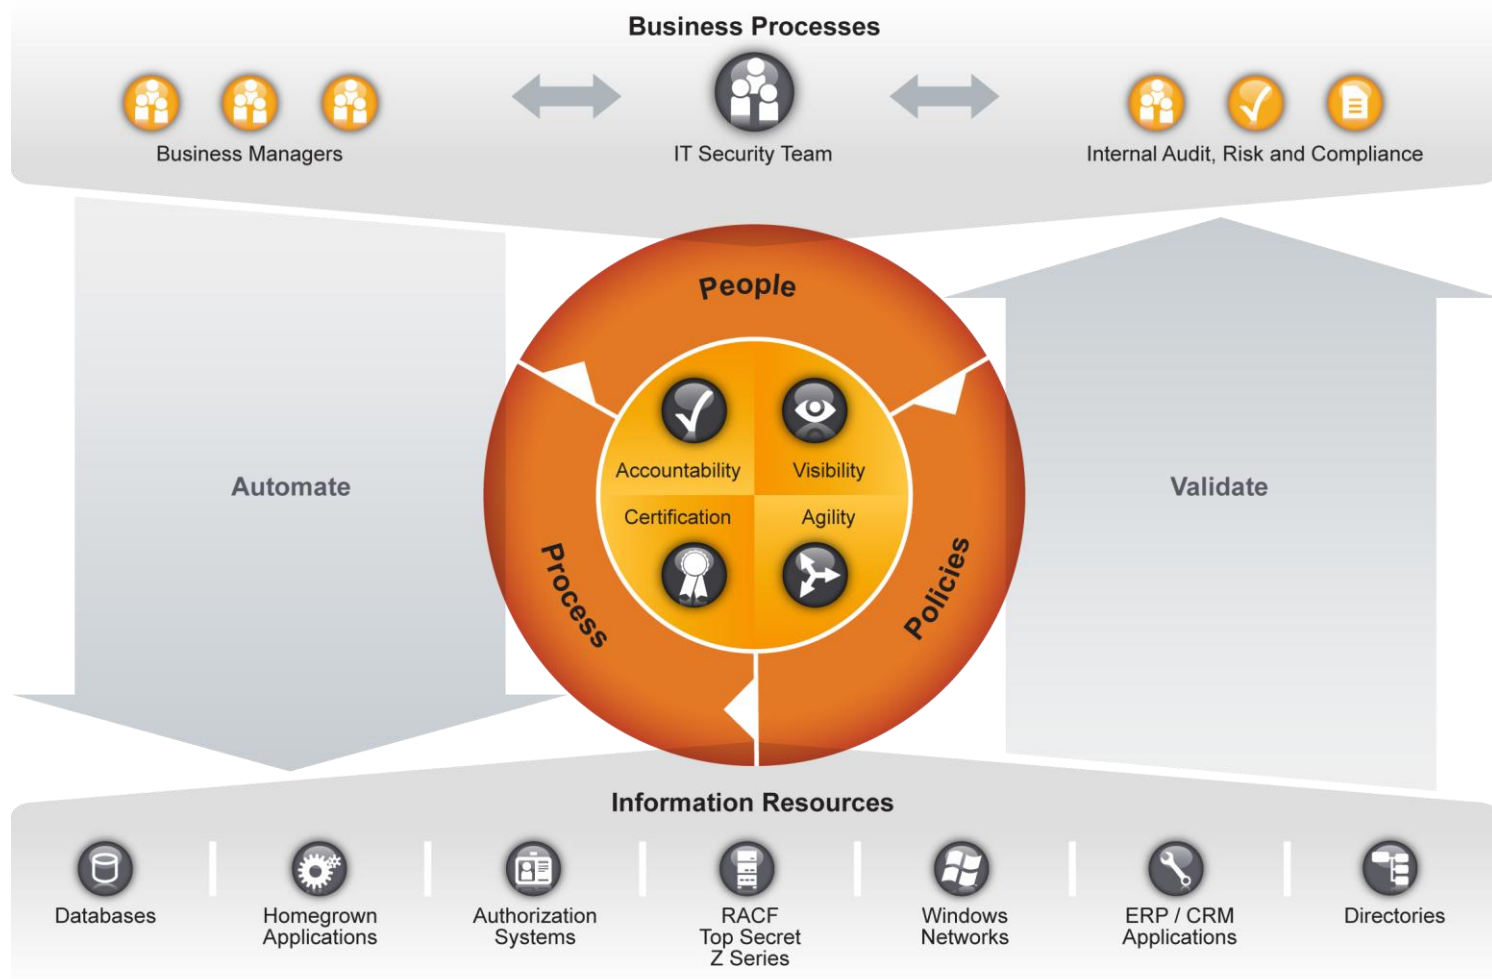 Business Processes
Business Managers
IT Security Team
Internal Audit, Risk and Compliance
People
Accountability
Visibility
Automate
Validate
Certification
Agility
Process
Policies
Information Resources
Databases
Homegrown
Applications
Authorization
Systems
RACF
Top Secret
Z Series
Windows
Networks
ERP / CRM
Applications
Directories